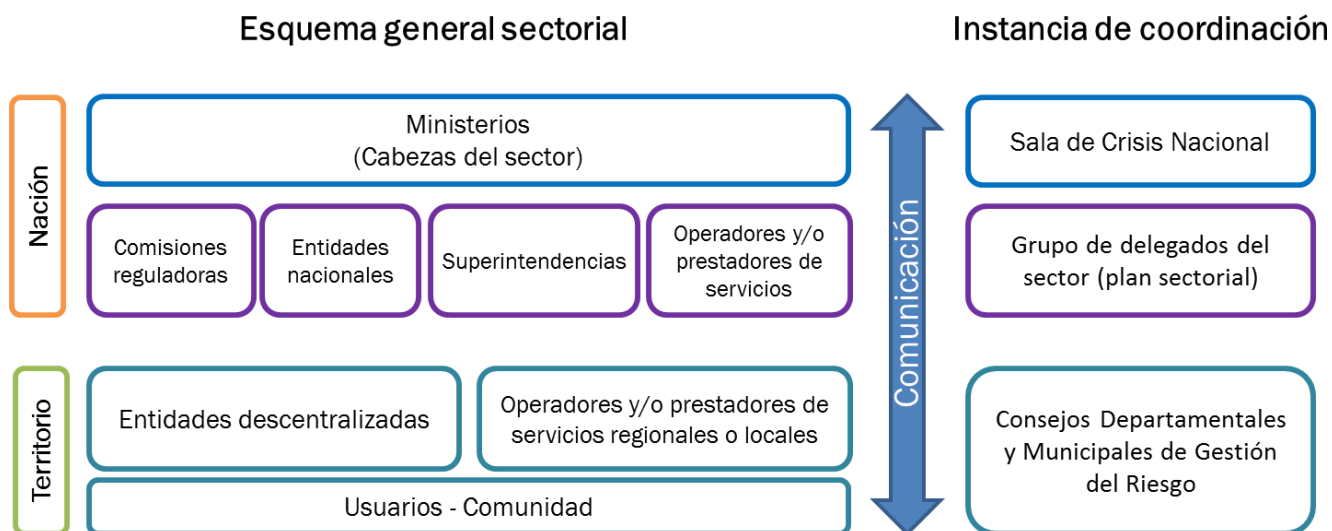 Esquema general sectorial
Instancia de coordinación
Nación
Ministerios
(Cabezas del sector)
Comisiones
reguladoras
Entidades
nacionales
Superintendencias
Operadores y/o
prestadores de
servicios
Comunicación
Sala de Crisis Nacional
Grupo de delegados del
sector (plan sectorial)
Territorio
Entidades descentralizadas
Operadores y/o prestadores de
servicios regionales o locales
Usuarios - Comunidad
Consejos Departamentales
y Municipales de Gestión
del Riesgo